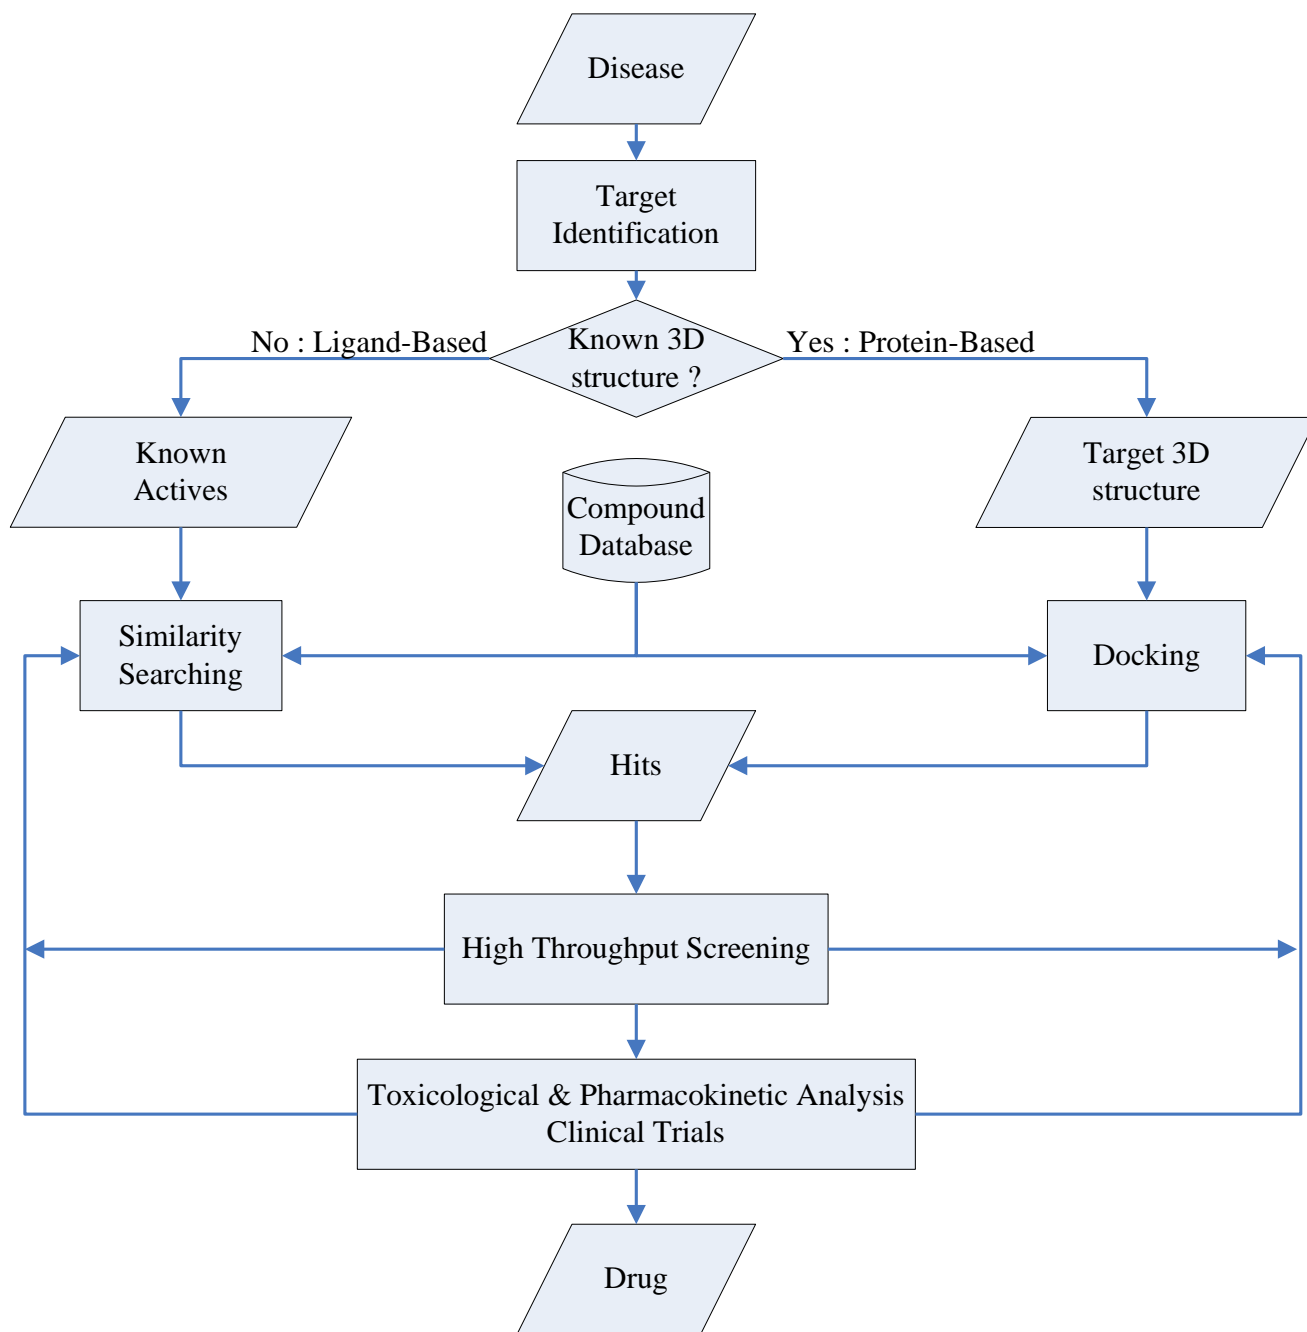 Disease
Target
Identification
No : Ligand-Based
Known 3D
structure ?
Yes : Protein-Based
Known
Actives
Compound
Database
Target 3D
structure
Similarity
Searching
Docking
Hits
High Throughput Screening
Toxicological & Pharmacokinetic Analysis
Clinical Trials
Drug